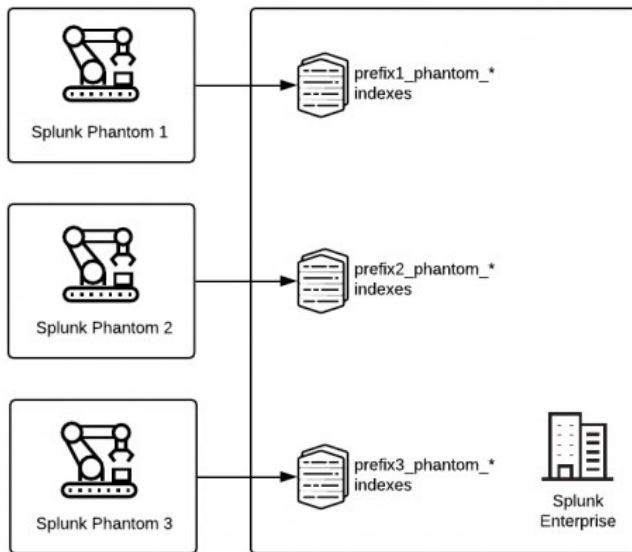 Splunk Phantom 1
prefix1_phantom_*
indexes
Splunk Phantom 2
prefix2_phantom_*
indexes
Splunk Phantom 3
prefix3_phantom_*
indexes
Splunk
Enterprise